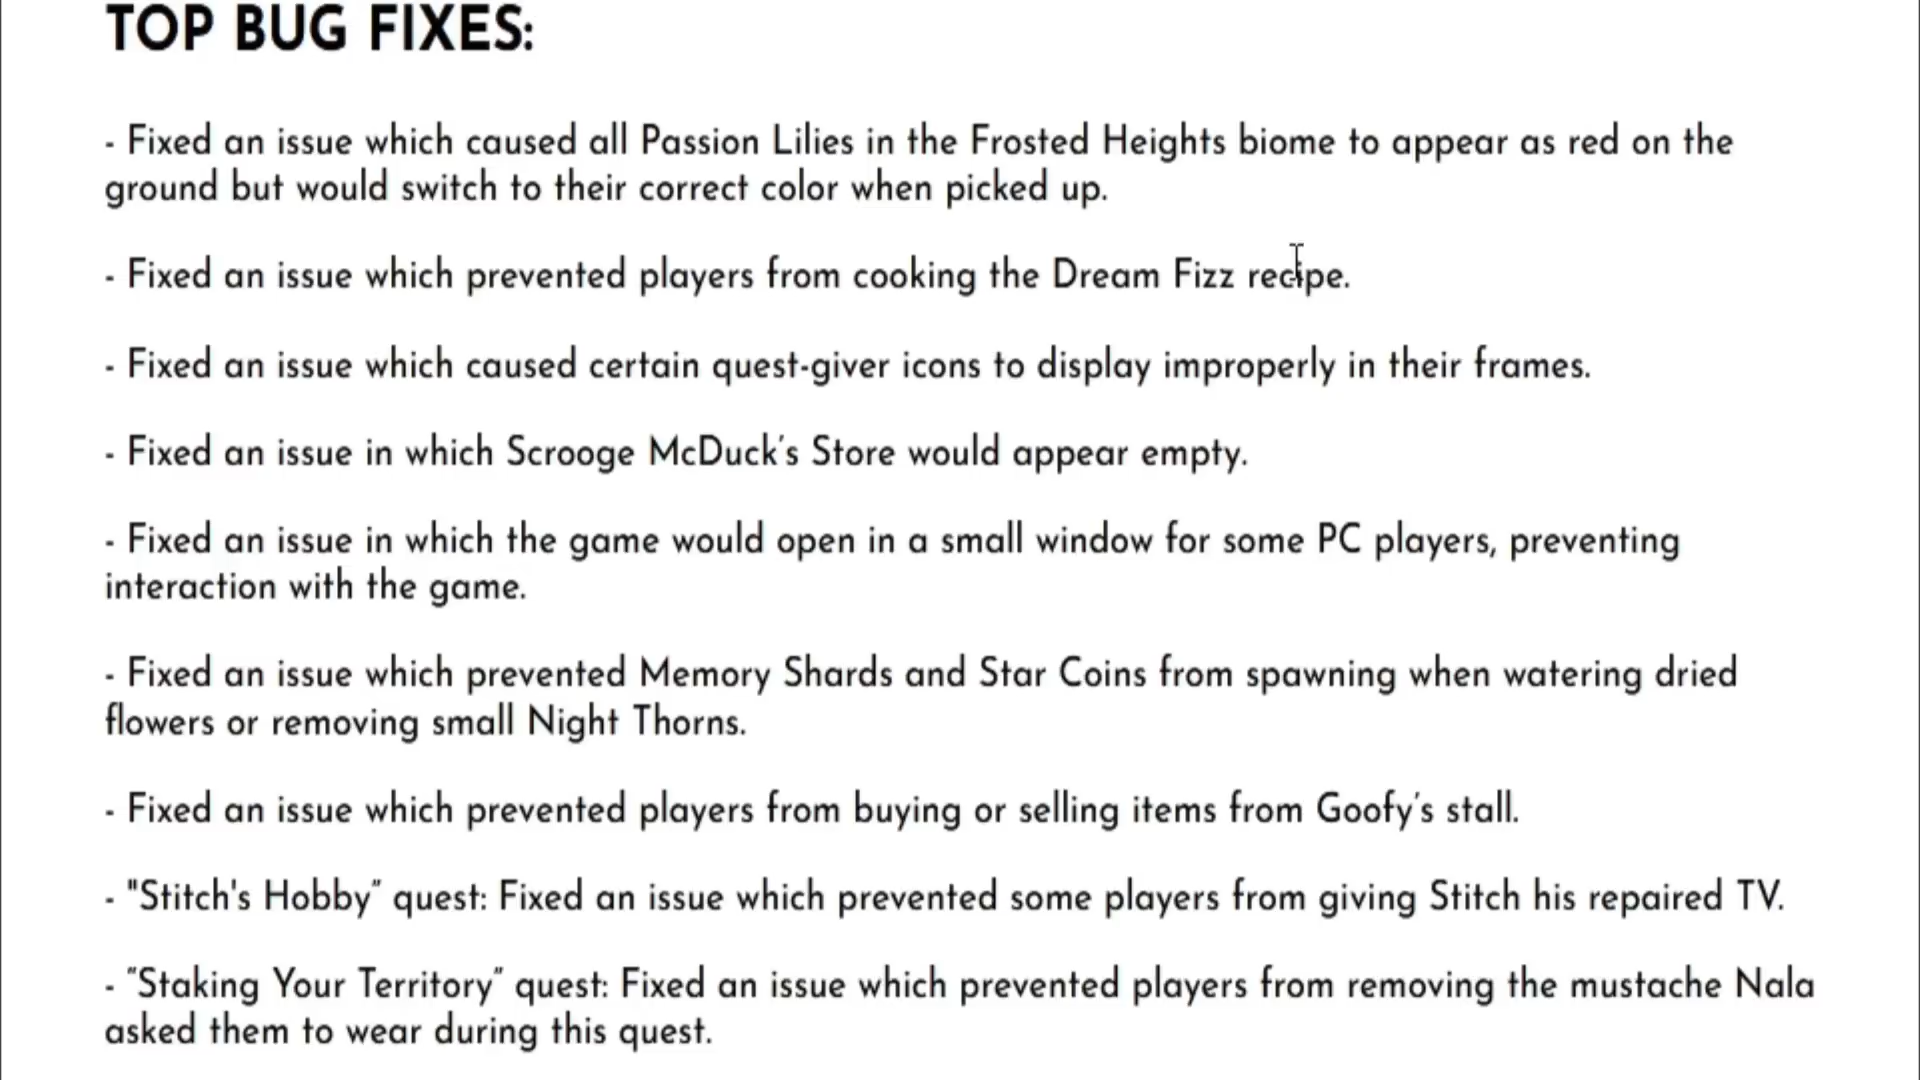 TOP BUG FIXES:
- Fixed an issue which caused all Passion Lilies in the Frosted Heights biome to appear as red on the
ground but would switch to their correct color when picked up.
- Fixed an issue which prevented players from cooking the Dream Fizz recipe.
- Fixed an issue which caused certain quest-giver icons to display improperly in their frames.
- Fixed an issue in which Scrooge McDuck's Store would appear empty.
- Fixed an issue in which the game would open in a small window for some PC players, preventing
interaction with the game.
- Fixed an issue which prevented Memory Shards and Star Coins from spawning when watering dried
flowers or removing small Night Thorns.
- Fixed an issue which prevented players from buying or selling items from Goofy's stall.
- "Stitch's Hobby” quest: Fixed an issue which prevented some players from giving Stitch his repaired TV.
- “Staking Your Territory” quest: Fixed an issue which prevented players from removing the mustache Nala
asked them to wear during this quest.